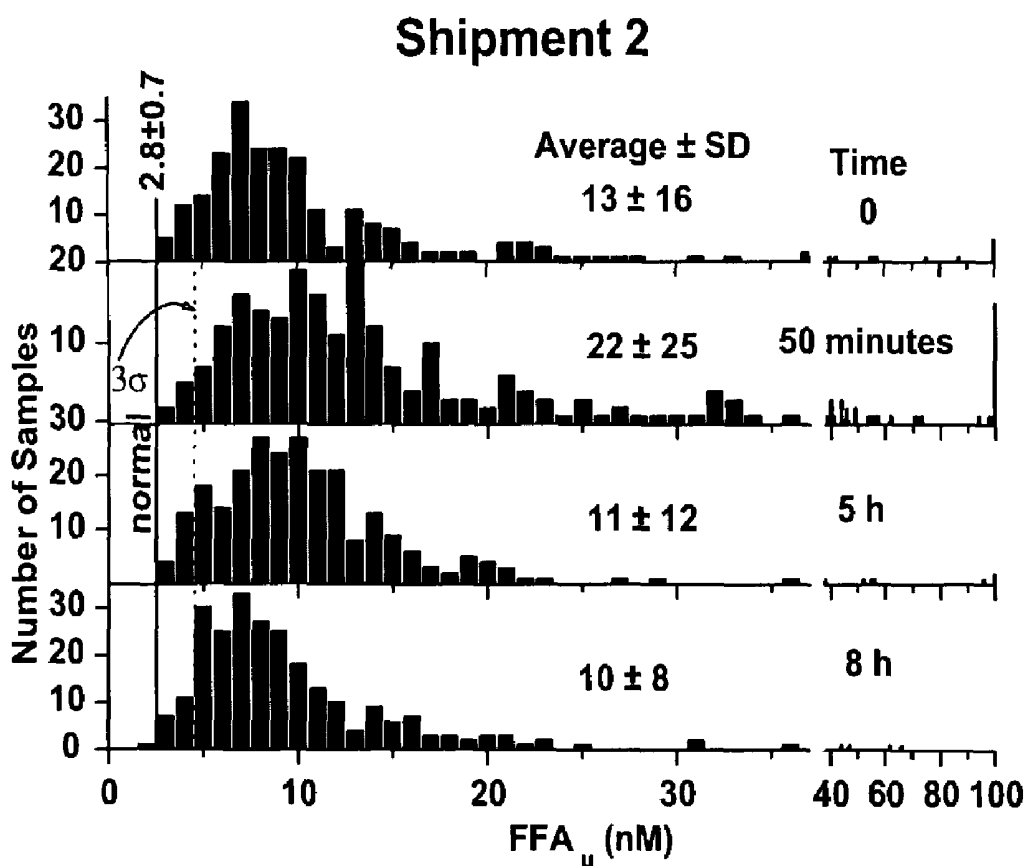 Shipment 2
2.8±0.7
Average ± SD
Time
13 ± 16
0
30
20
10
20
22 ± 25
50 minutes
10
3σ
normal
30
20
10
11 ± 12
5 h
30
20
10
0
10 ± 8
8 h
Number of Samples
0 10 20 30 40 60 80 100
FFA u (nM)